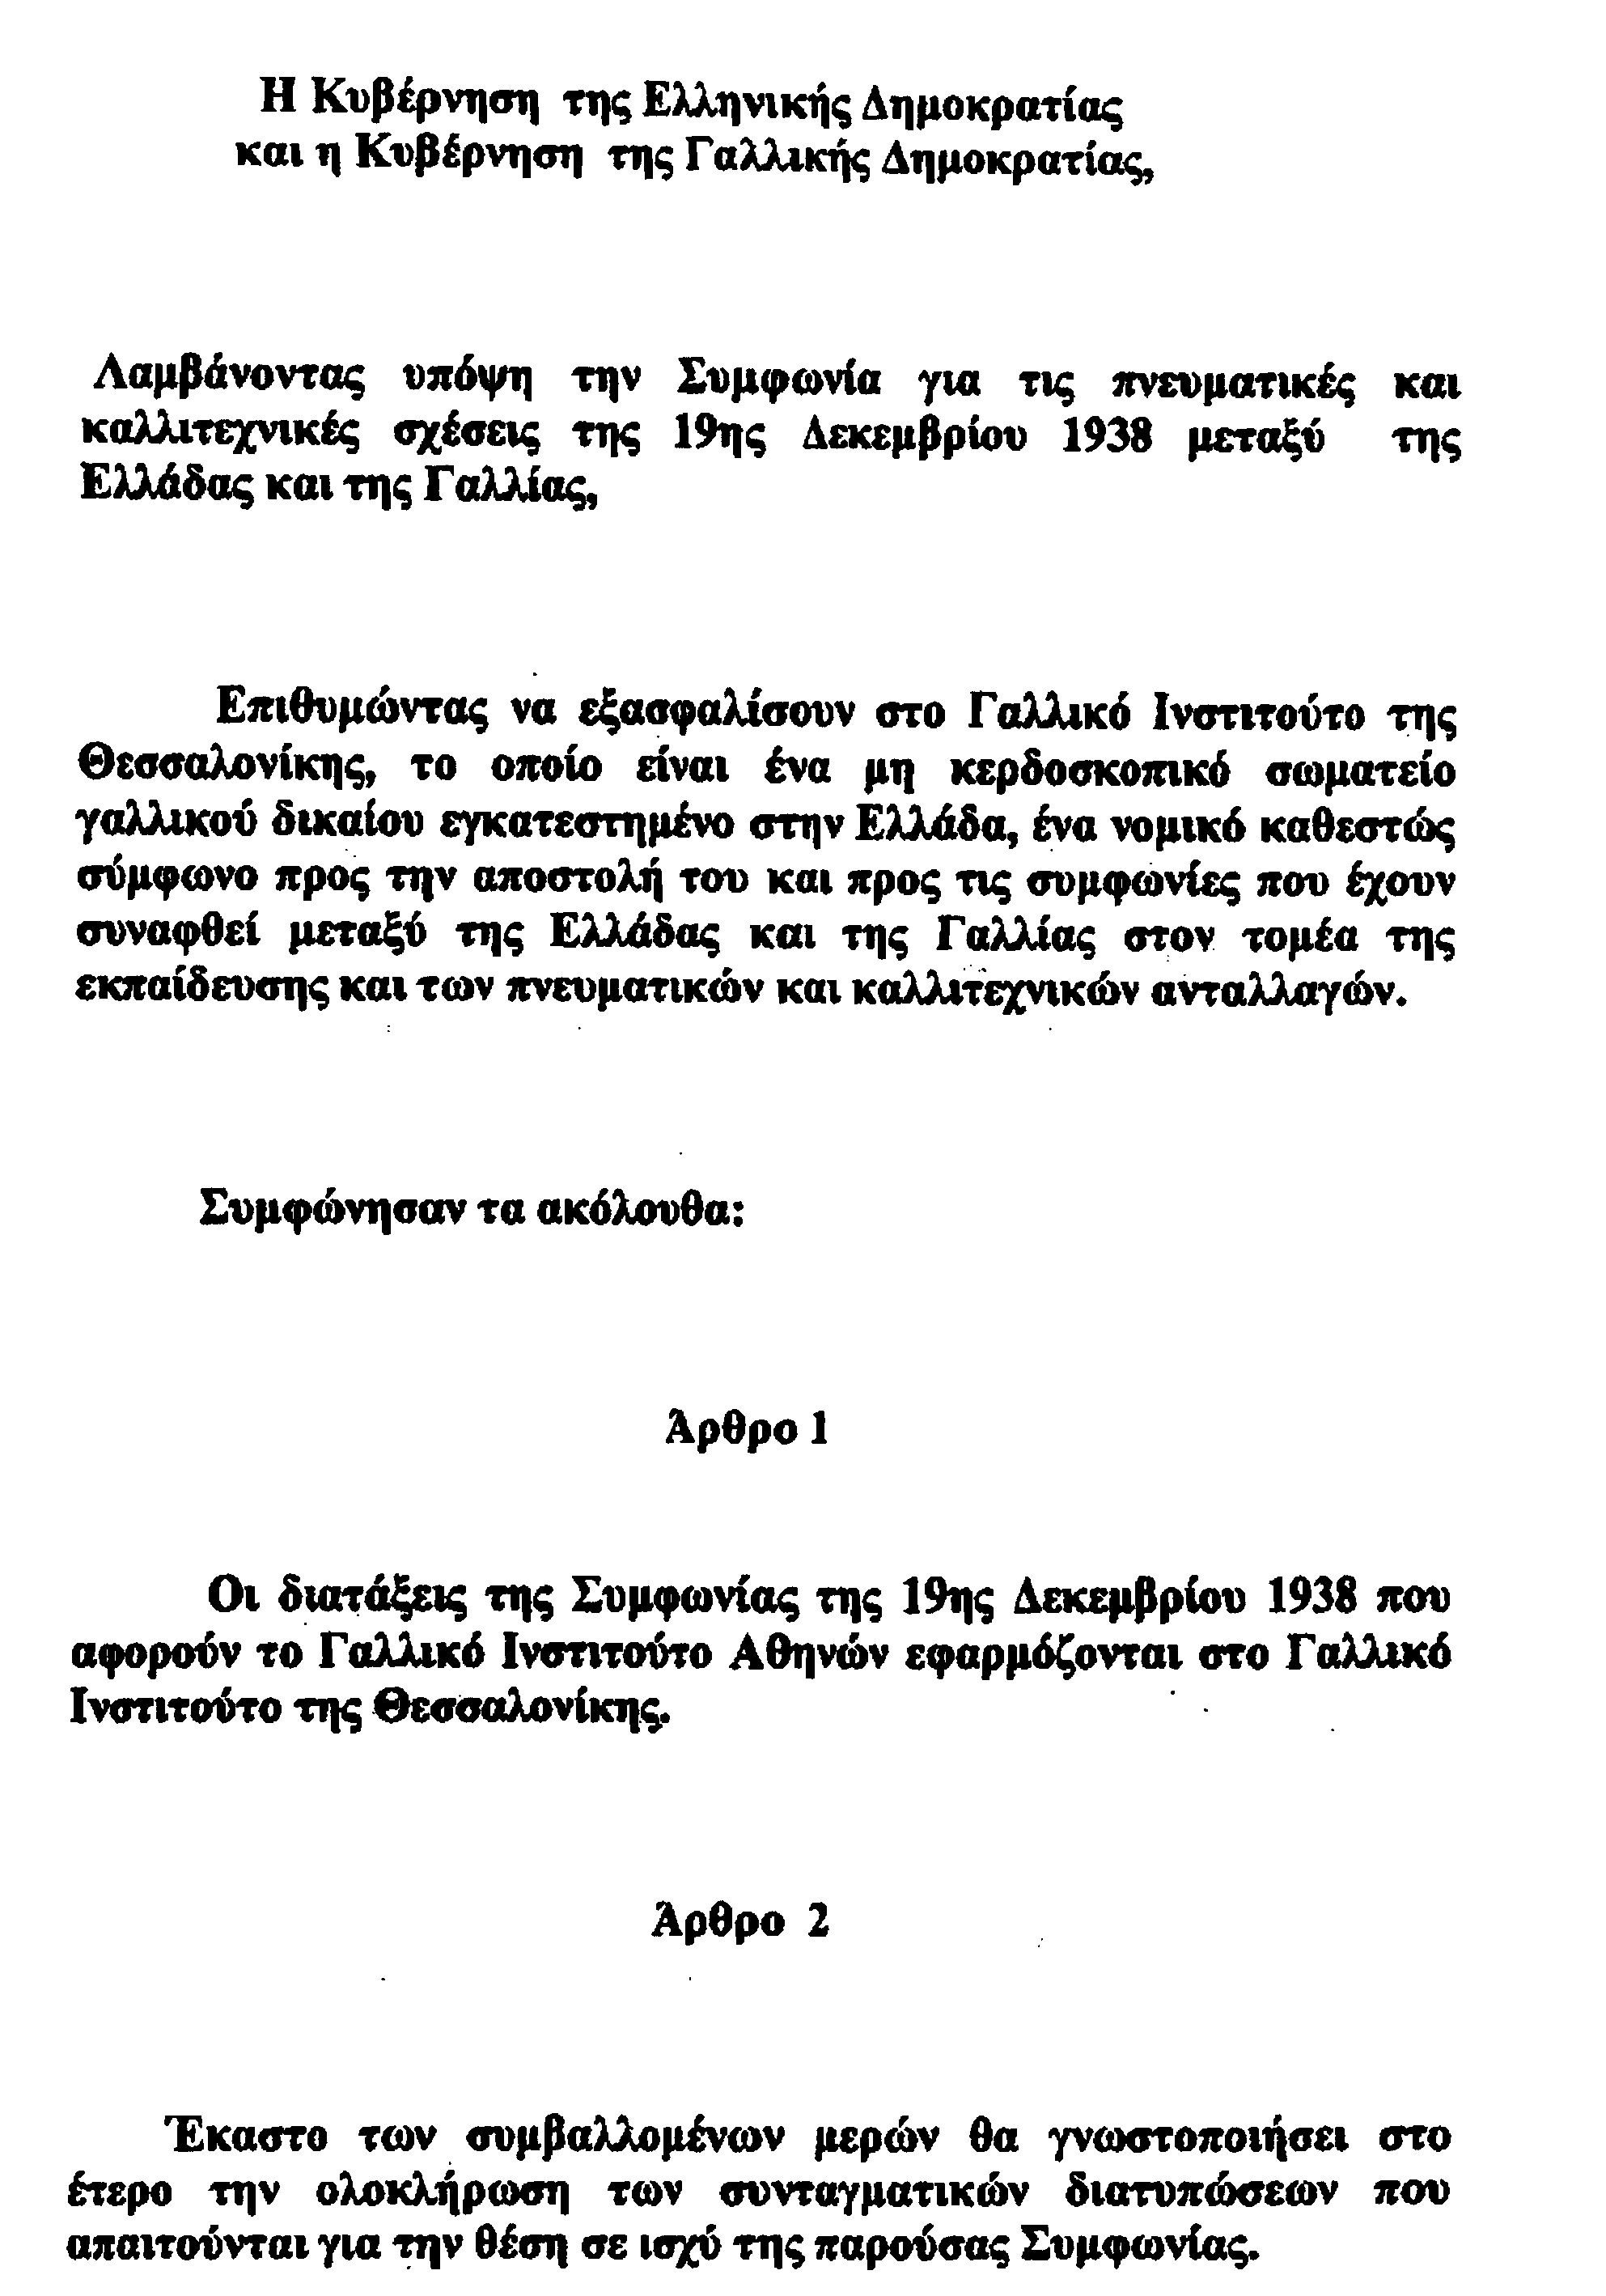 Η Κυβέρνηση της Ελληνικής Δημοκρατίας
και η Κυβέρνηση της Γαλλικής Δημοκρατίας,
Λαμβάνοντας υπόψη την Συμφωνία για τις πνευματικές και
καλλιτεχνικές σχέσεις της 19ης Δεκεμβρίου 1938 μεταξύ της
Ελλάδας και της Γαλλίας,
Επιθυμώντας να εξασφαλίσουν στο Γαλλικό Ινστιτούτο της
Θεσσαλονίκης, το οποίο είναι ένα μη κερδοσκοπικό σωματείο
γαλλικού δικαίου εγκατεστημένο στην Ελλάδα, ένα νομικό καθεστώς
σύμφωνο προς την αποστολή του και προς τις συμφωνίες που έχουν
συναφθεί μεταξύ της Ελλάδας και της Γαλλίας στον τομέα της
εκπαίδευσης και των πνευματικών και καλλιτεχνικών ανταλλαγών.
Συμφώνησαν τα ακόλουθα:
Άρθρο 1
Οι διατάξεις της Συμφωνίας της 19ης Δεκεμβρίου 1938 που
αφορούν το Γαλλικό Ινστιτούτο Αθηνών εφαρμόζονται στο Γαλλικό
Ινστιτούτο της Θεσσαλονίκης.
Άρθρο 2
Έκαστο των συμβαλλομένων μερών θα γνωστοποιήσει στο
έτερο την ολοκλήρωση των συνταγματικών διατυπώσεων που
απαιτούνται για την θέση σε ισχύ της παρούσας Συμφωνίας.